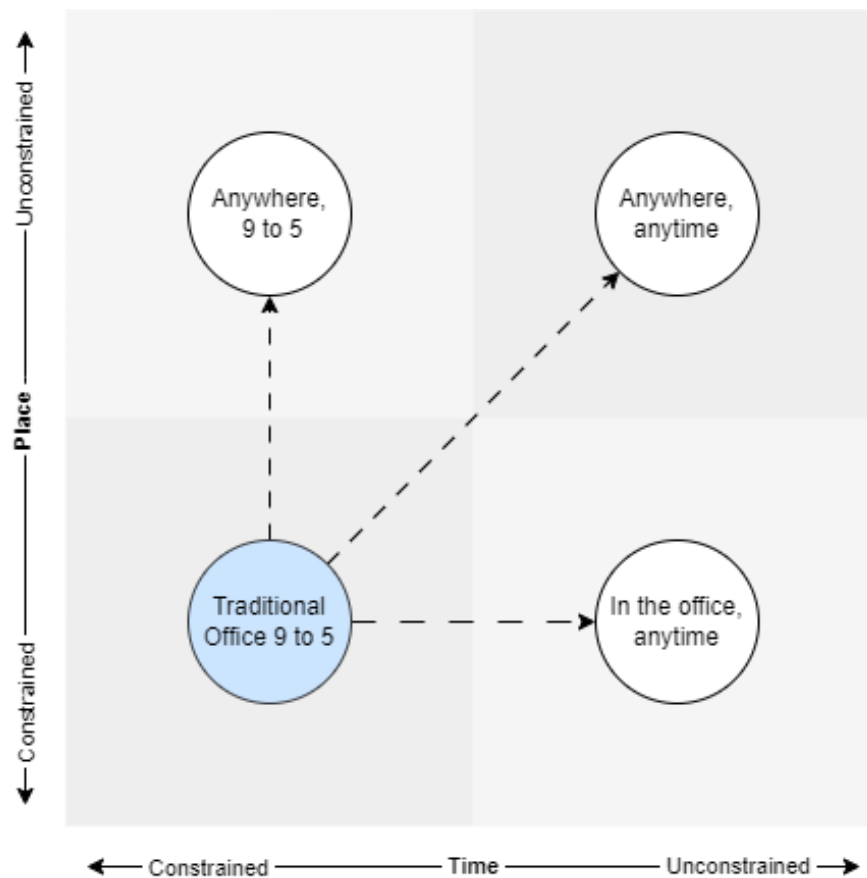 Unconstrained
Place
Constrained
Anywhere,
9 to 5
Anywhere,
anytime
Traditional
Office 9 to 5
In the office,
anytime
Constrained
Time
Unconstrained